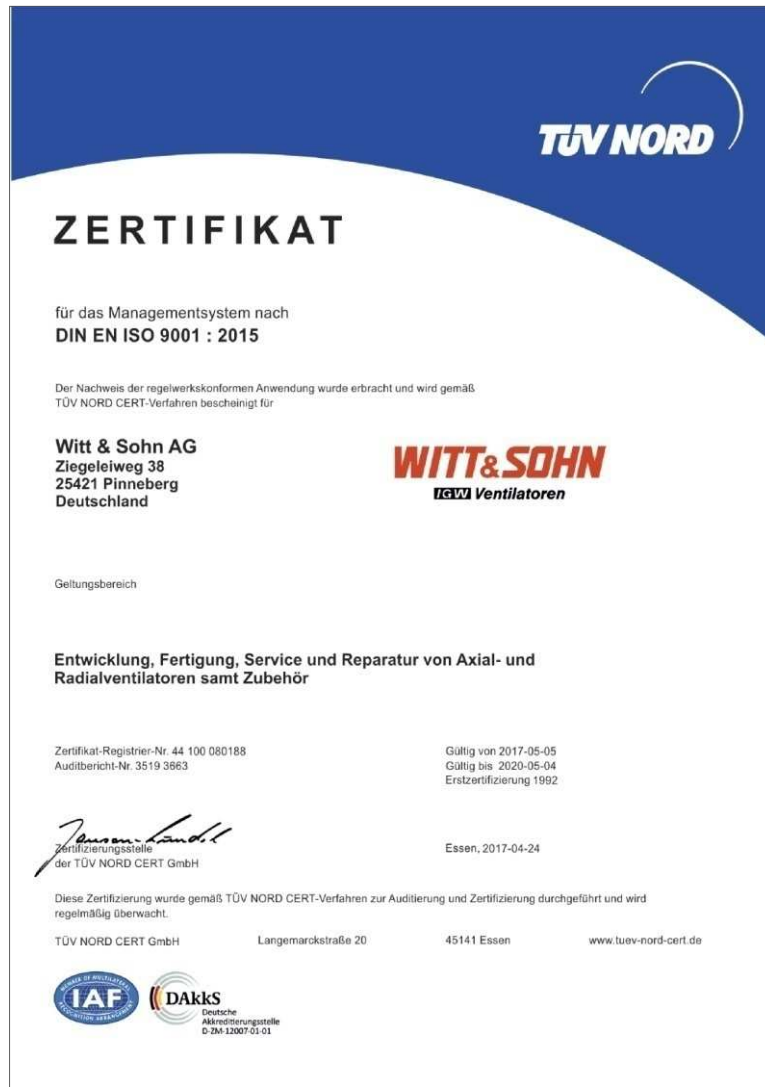 TÜV NORD
ZERTIFIKAT
für das Managementsystem nach
DIN EN ISO 9001 : 2015
Der Nachweis der regelwerkskonformen Anwendung wurde erbracht und wird gemäß
TÜV NORD CERT-Verfahren bescheinigt für
Witt & Sohn AG
Ziegeleiweg 38
25421 Pinneberg
Deutschland
WITT&SOHN
IGW Ventilatoren
Geltungsbereich
Entwicklung, Fertigung, Service und Reparatur von Axial- und
Radialventilatoren samt Zubehör
Zertifikat-Registrier-Nr. 44 100 080188
Auditbericht-Nr. 3519 3663
Gültig von 2017-05-05
Gültig bis 2020-05-04
Erstzertifizierung 1992
Zertifizierungsstelle
der TÜV NORD CERT GmbH
Essen, 2017-04-24
Diese Zertifizierung wurde gemäß TÜV NORD CERT-Verfahren zur Auditierung und Zertifizierung durchgeführt und wird
regelmäßig überwacht.
TÜV NORD CERT GmbH Langemarckstraße 20 45141 Essen www.tuev-nord-cert.de
MEMBER OF MULTILATERAL
IAF
RECOGNITION ARRANGEMENT
DAkkS
Deutsche
Akkreditierungsstelle
D-ZM-12007-01-01